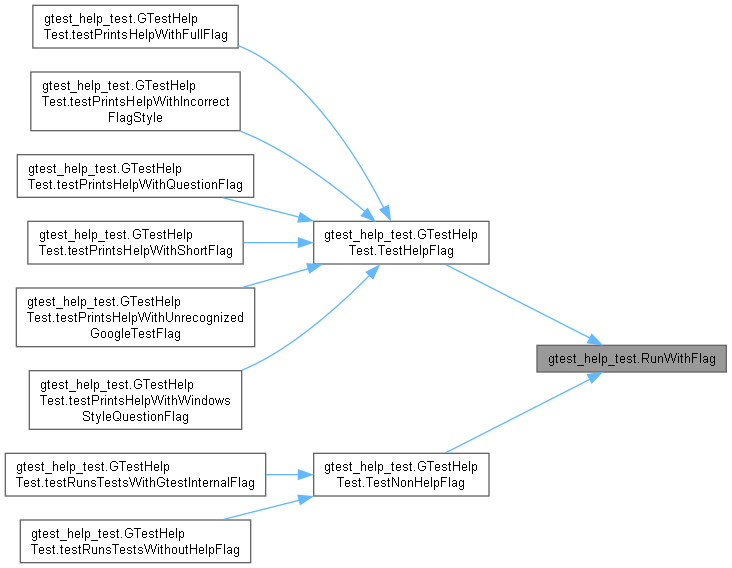 gtest_help_test.GTestHelp
Test.testPrintsHelpWithFullFlag
gtest_help_test.GTestHelp
Test.testPrintsHelpWithIncorrect
FlagStyle
gtest_help_test.GTestHelp
Test.testPrintsHelpWithQuestionFlag
gtest_help_test.GTestHelp
Test.testPrintsHelpWithShortFlag
gtest_help_test.GTestHelp
Test.testPrintsHelpWithUnrecognized
GoogleTestFlag
gtest_help_test.GTestHelp
Test.testPrintsHelpWithWindows
StyleQuestionFlag
gtest_help_test.GTestHelp
Test.testRunsTestsWithGtestInternalFlag
gtest_help_test.GTestHelp
Test.testRunsTestsWithoutHelpFlag
gtest_help_test.GTestHelp
Test.TestHelpFlag
gtest_help_test.GTestHelp
Test.TestNonHelpFlag
gtest_help_test.RunWithFlag